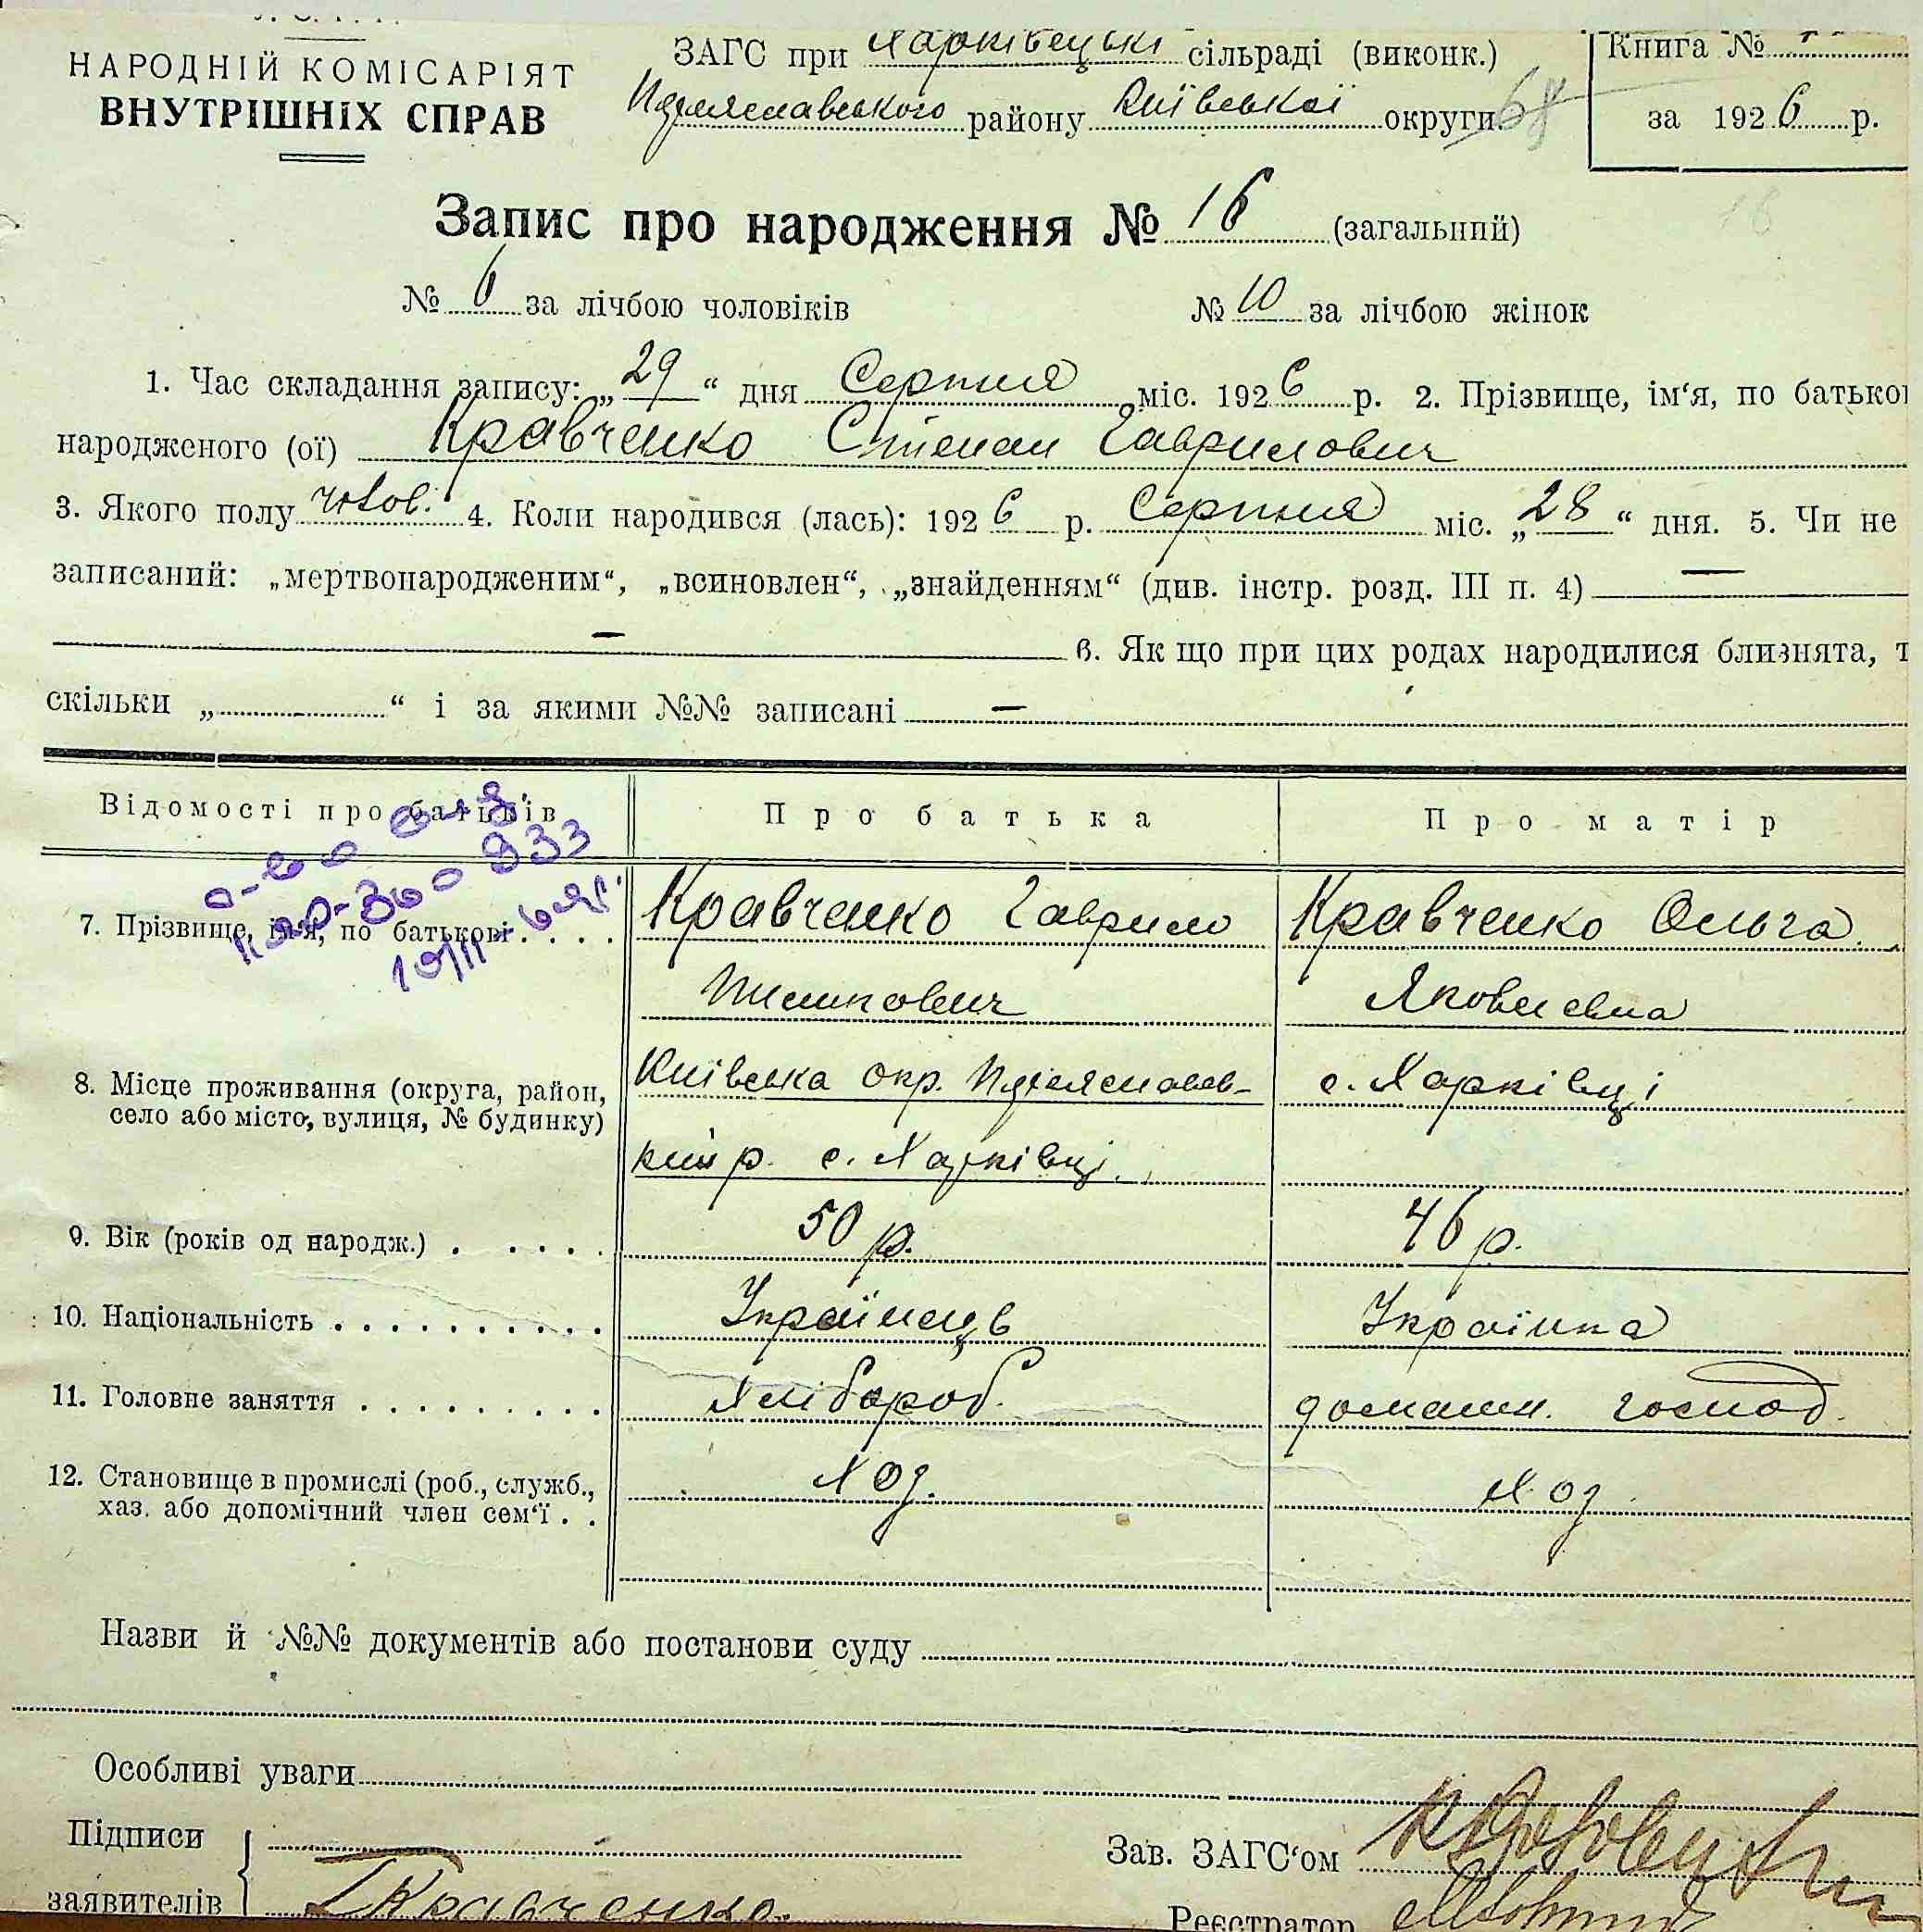 НАРОДНІЙ КОМІСАРІЯТ
ВНУТРІШНІХ СПРАВ
ЗАГС при Харківецькі сільраді (виконк.)
району Київської округи 68
Книга №
за 1926 р.
Запис про народження № 16 (загальний)
16
№ 6 за лічбою чоловіків № 10 за лічбою жінок
1. Час складання запису: „29“ дня Серпня міс. 1926 р. 2. Прізвище, ім‘я, по батько
народженого (ої) Кравченко Степан Гаврилович
3. Якого полу чолов. 4. Коли народився (лась): 1926 р. Серпня міс. „28“ дня. 5. Чи не
записаний: „мертвонародженим“, „всиновлен“, „знайденням“ (див. інстр. розд. III п. 4) —
— 6. Як що при цих родах народилися близнята, т
скільки „ “ і за якими №№ записані —
Відомості про батьків Про батька Про матір
7. Прізвище, ім‘я, по батькові . . . . Кравченко Гаврило Кравченко Ольга
Яковлевна
8. Місце проживання (округа, район, Київська окр. с. Харківці
село або місто, вулиця, № будинку)
кий р. с. Харківці
9. Вік (років од народж.) . . . . . 50 р. 46 р.
10. Національність . . . . . . . . . . Українець Українка
11. Головне заняття . . . . . . . . . . Хлібороб. домашн. господ.
12. Становище в промислі (роб., служб., Хоз. Хоз
хаз. або допомічний член сем‘ї . .
Назви й №№ документів або постанови суду
Особливі уваги
Підписи
заявителів Кравченко
Зав. ЗАГС‘ом
Реєстратор